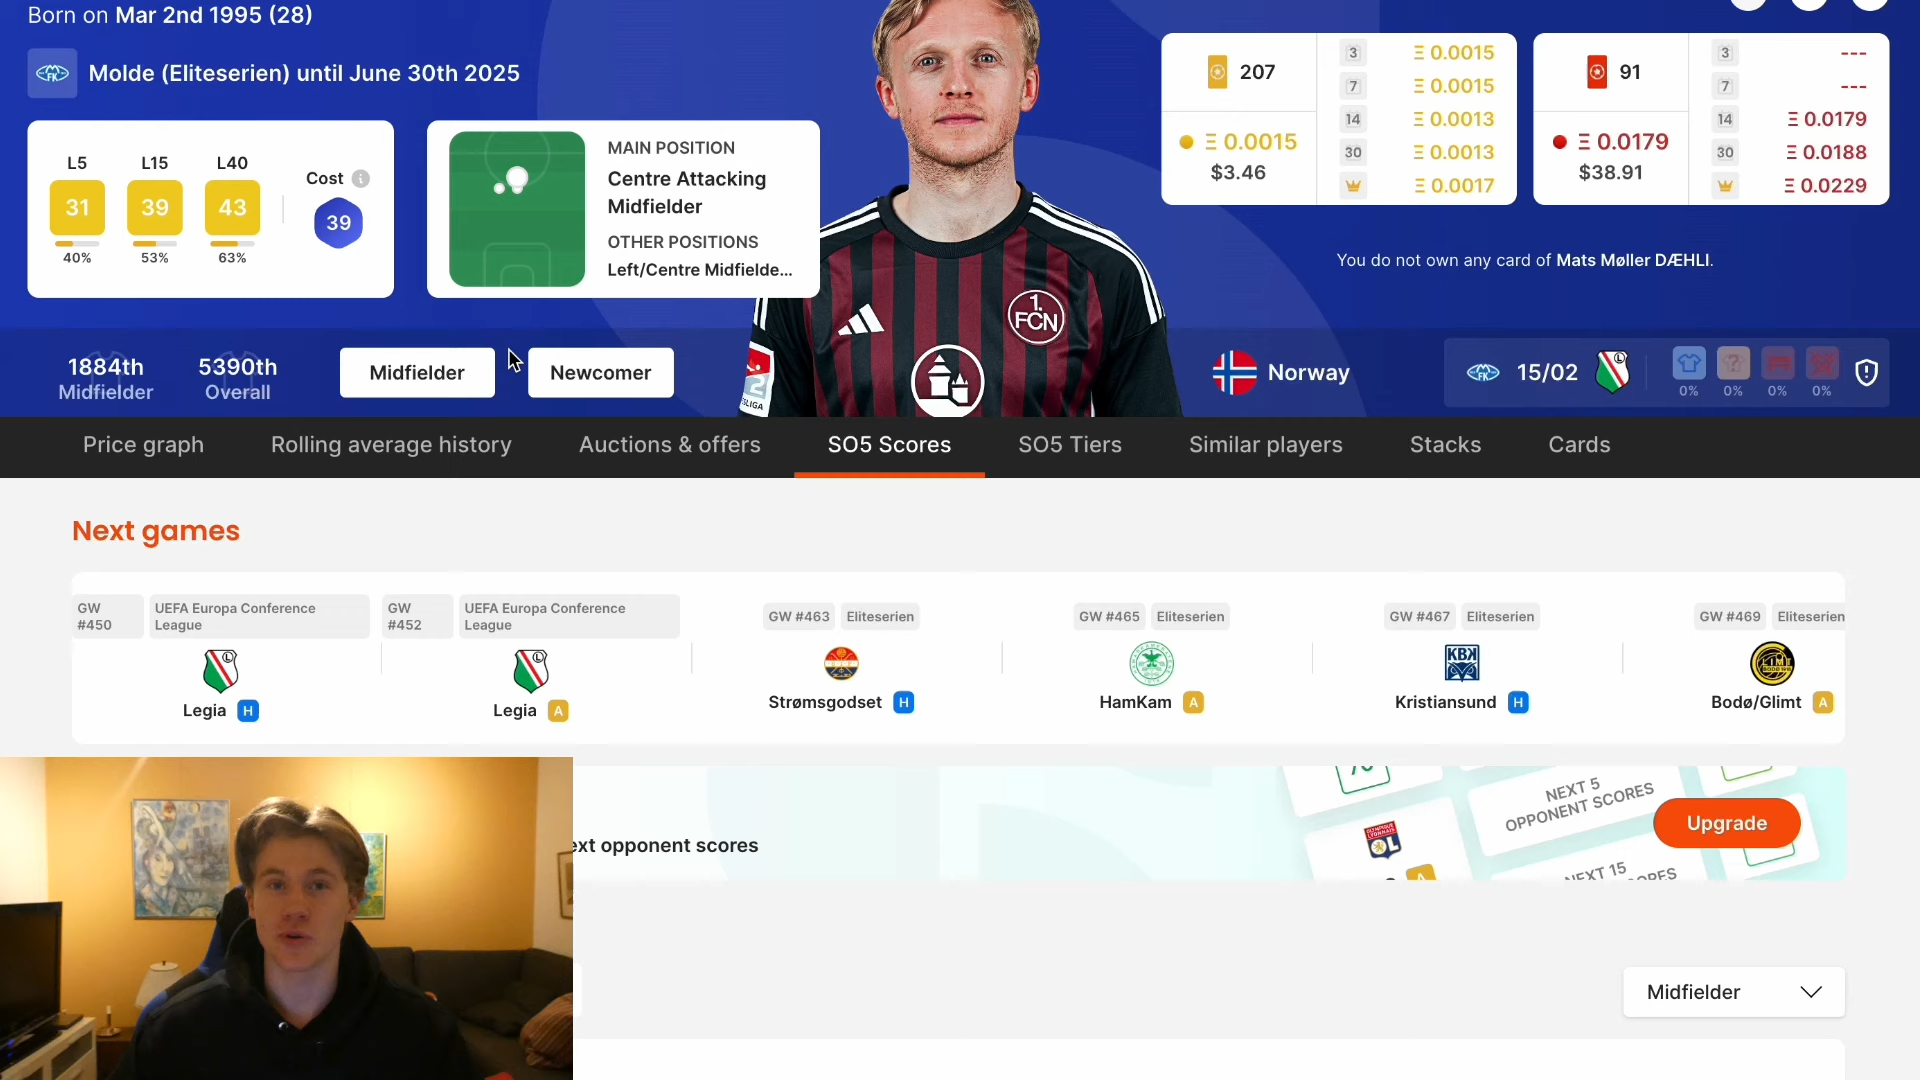 Born on Mar 2nd 1995 (28)
Molde (Eliteserien) until June 30th 2025
L5 L15 L40
31 39 43
40% 53% 63%
Cost
39
MAIN POSITION
Centre Attacking
Midfielder
OTHER POSITIONS
Left/Centre Midfielde...
207
Ξ 0.0015
$3.46
3 Ξ 0.0015
7 Ξ 0.0015
14 Ξ 0.0013
30 Ξ 0.0013
Ξ 0.0017
91
Ξ 0.0179
$38.91
3 ---
7 ---
14 Ξ 0.0179
30 Ξ 0.0188
Ξ 0.0229
You do not own any card of Mats Møller DÆHLI.
1.
FCN
1884th
Midfielder
5390th
Overall
Midfielder
Newcomer
Norway
15/02
0% 0% 0% 0%
Price graph Rolling average history Auctions & offers SO5 Scores SO5 Tiers Similar players Stacks Cards
Next games
GW #450 UEFA Europa Conference League
Legia H
GW #452 UEFA Europa Conference League
Legia A
GW #463 Eliteserien
Strømsgodset H
GW #465 Eliteserien
HamKam A
GW #467 Eliteserien
KBK
Kristiansund H
GW #469 Eliteserien
Bodø/Glimt A
ext opponent scores
NEXT 5
OPPONENT SCORES
NEXT 15
Upgrade
Midfielder